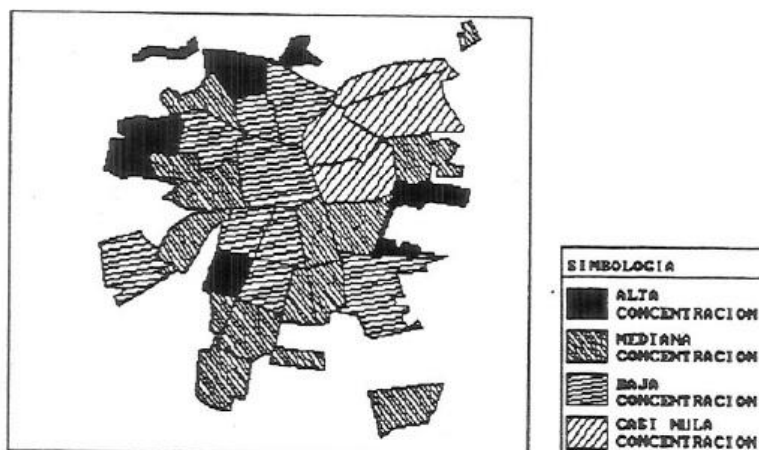 SIMBOLOGIA
ALTA
CONCENTRACION
MEDIANA
CONCENTRACION
BAJA
CONCENTRACION
CASI NULA
CONCENTRACION